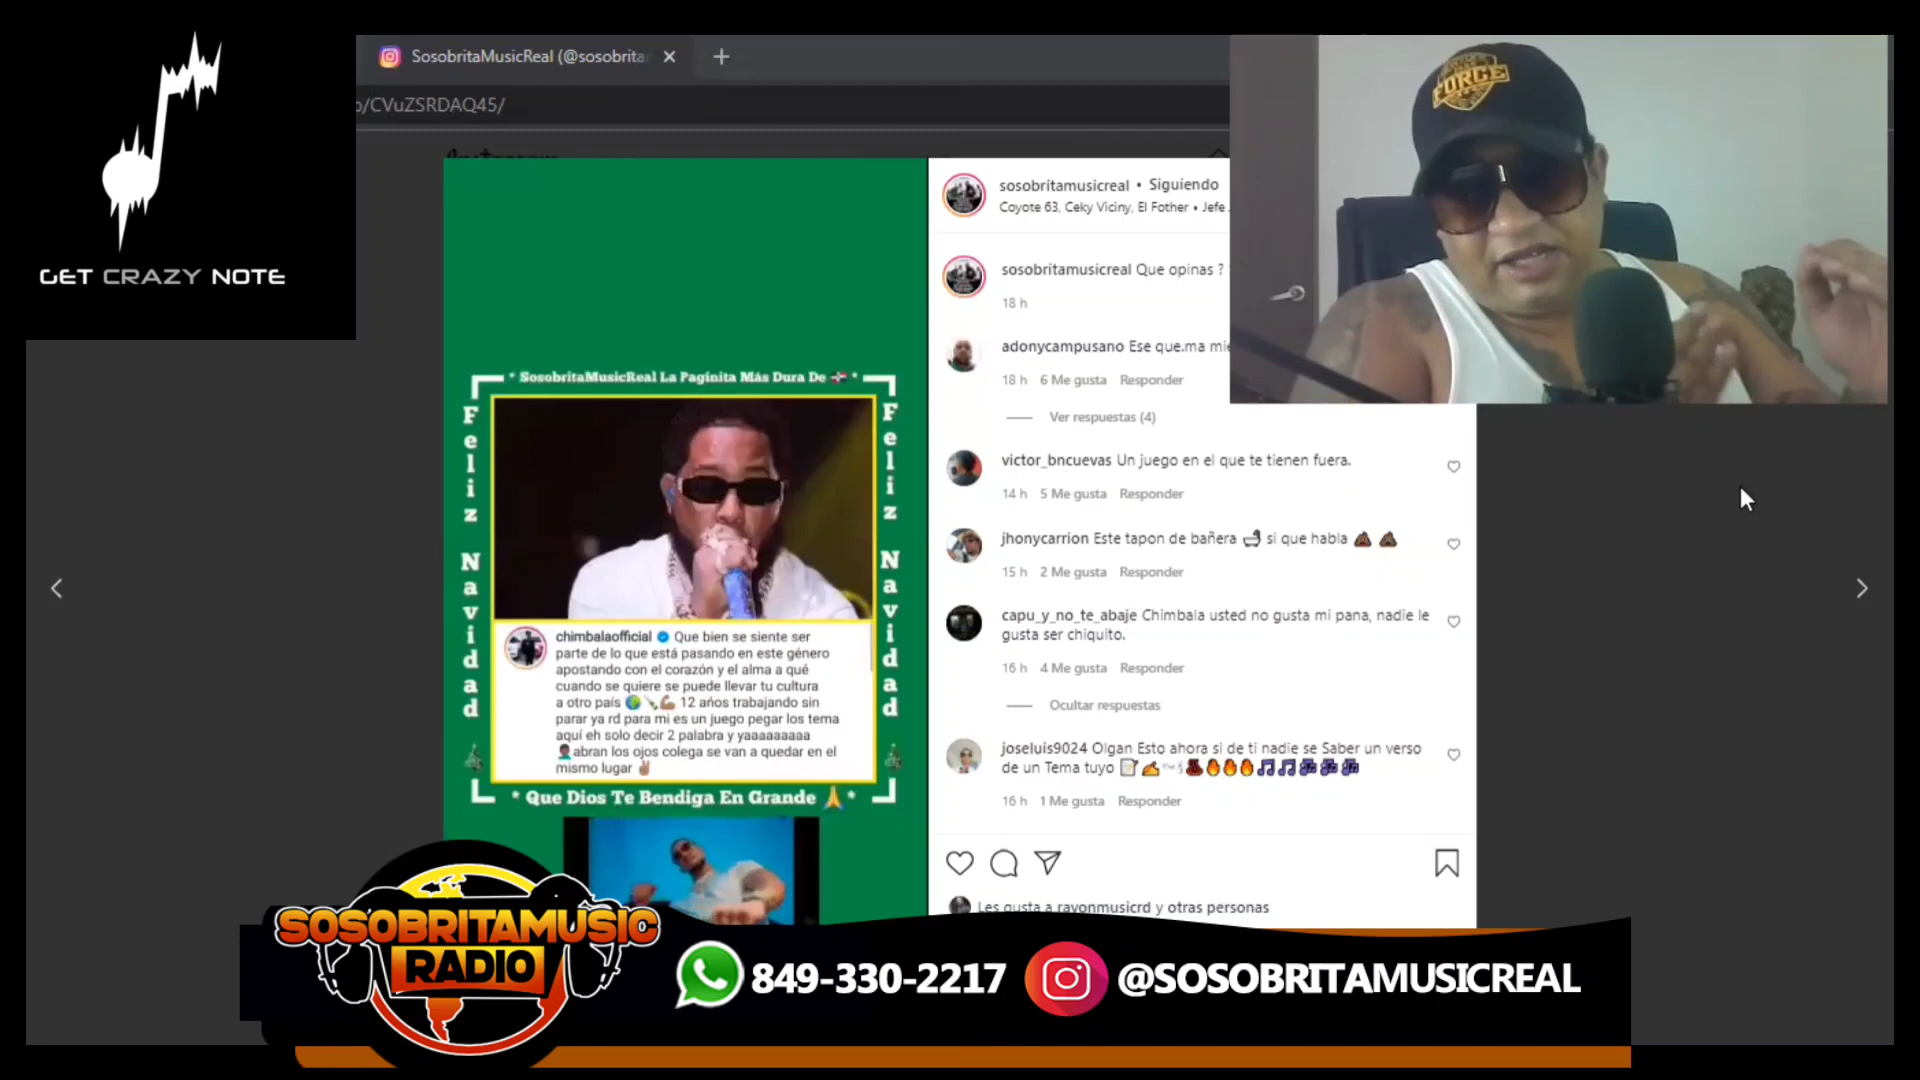 SosobritaMusicReal (@sosobrita
/CVuZSRDAQ45/
FORCE
GET CRAZY NOTE
sosobritamusicreal • Siguiendo
Coyote 63, Ceky Viciny, El Fother • Jefe
sosobritamusicreal Que opinas ?
18 h
adonycampusano Ese que.ma mie
18 h 6 Me gusta Responder
Ver respuestas (4)
victor_bncuevas Un juego en el que te tienen fuera.
14 h 5 Me gusta Responder
jhonycarrion Este tapon de bañera 🛁 si que habla 💩 💩
15 h 2 Me gusta Responder
capu_y_no_te_abaje Chimbala usted no gusta mi pana, nadie le
gusta ser chiquito.
16 h 4 Me gusta Responder
Ocultar respuestas
joseluis9024 Olgan Esto ahora si de ti nadie se Saber un verso
de un Tema tuyo
16 h 1 Me gusta Responder
Les gusta a rayonmusicrd y otras personas
* SosobritaMusicReal La Paginita Más Dura De 🇩🇴 *
Feliz Navidad
Feliz Navidad
chimbalaofficial Que bien se siente ser
parte de lo que está pasando en este género
apostando con el corazón y el alma a qué
cuando se quiere se puede llevar tu cultura
a otro país 12 años trabajando sin
parar ya rd para mi es un juego pegar los tema
aquí eh solo decir 2 palabra y yaaaaaaaaa
abran los ojos colega se van a quedar en el
mismo lugar
* Que Dios Te Bendiga En Grande 🙏 *
SOSOBRITAMUSIC
RADIO
849-330-2217
@SOSOBRITAMUSICREAL